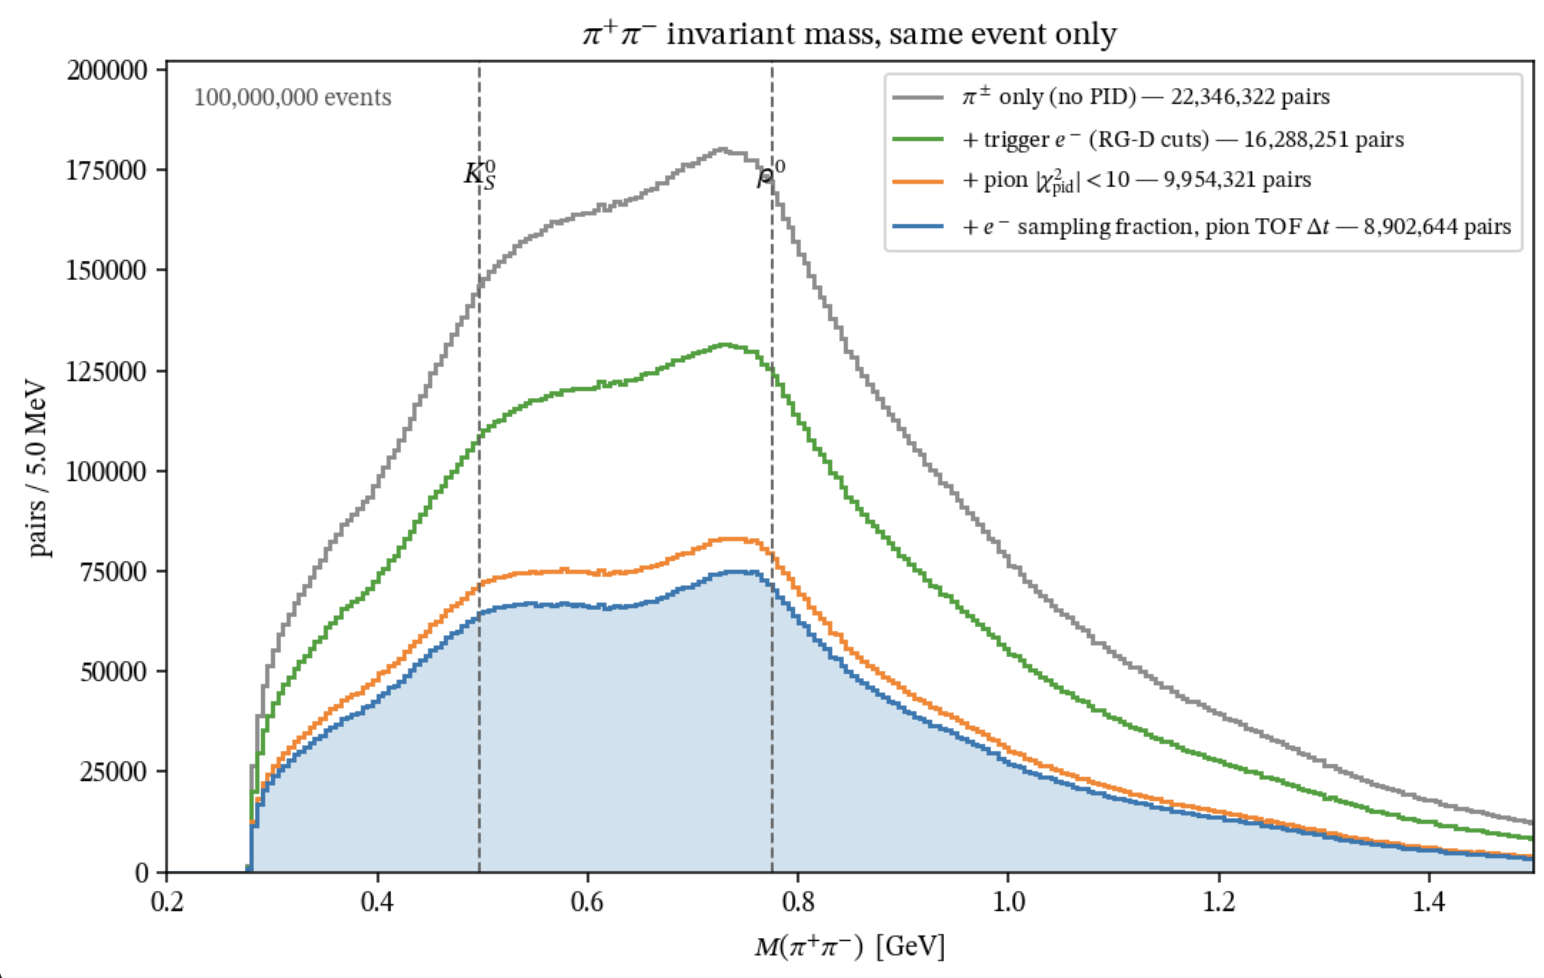 π⁺π⁻ invariant mass, same event only
200000
175000
150000
125000
100000
75000
50000
25000
0
pairs / 5.0 MeV
100,000,000 events
K⁰_S
ρ⁰
π± only (no PID) — 22,346,322 pairs
+ trigger e⁻ (RG-D cuts) — 16,288,251 pairs
+ pion |χ²_pid| < 10 — 9,954,321 pairs
+ e⁻ sampling fraction, pion TOF Δt — 8,902,644 pairs
0.2 0.4 0.6 0.8 1.0 1.2 1.4
M(π⁺π⁻) [GeV]